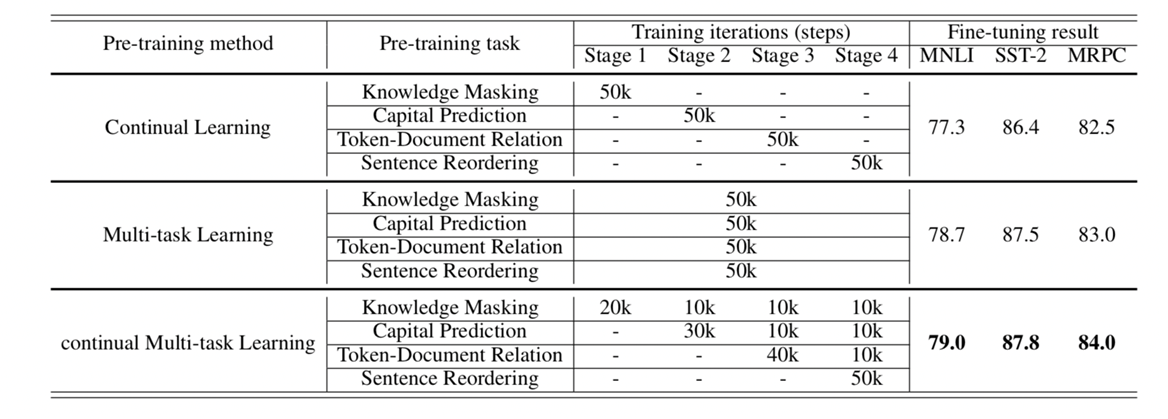 Pre-training method Pre-training task Training iterations (steps) Fine-tuning result
Stage 1 Stage 2 Stage 3 Stage 4 MNLI SST-2 MRPC
Continual Learning
Knowledge Masking 50k - - -
Capital Prediction - 50k - -
Token-Document Relation - - 50k -
Sentence Reordering - - - 50k
77.3 86.4 82.5
Multi-task Learning
Knowledge Masking 50k
Capital Prediction 50k
Token-Document Relation 50k
Sentence Reordering 50k
78.7 87.5 83.0
continual Multi-task Learning
Knowledge Masking 20k 10k 10k 10k
Capital Prediction - 30k 10k 10k
Token-Document Relation - - 40k 10k
Sentence Reordering - - - 50k
79.0 87.8 84.0